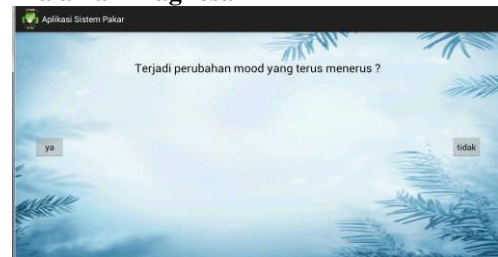 Aplikasi Sistem Pakar
Terjadi perubahan mood yang terus menerus ?
ya
tidak